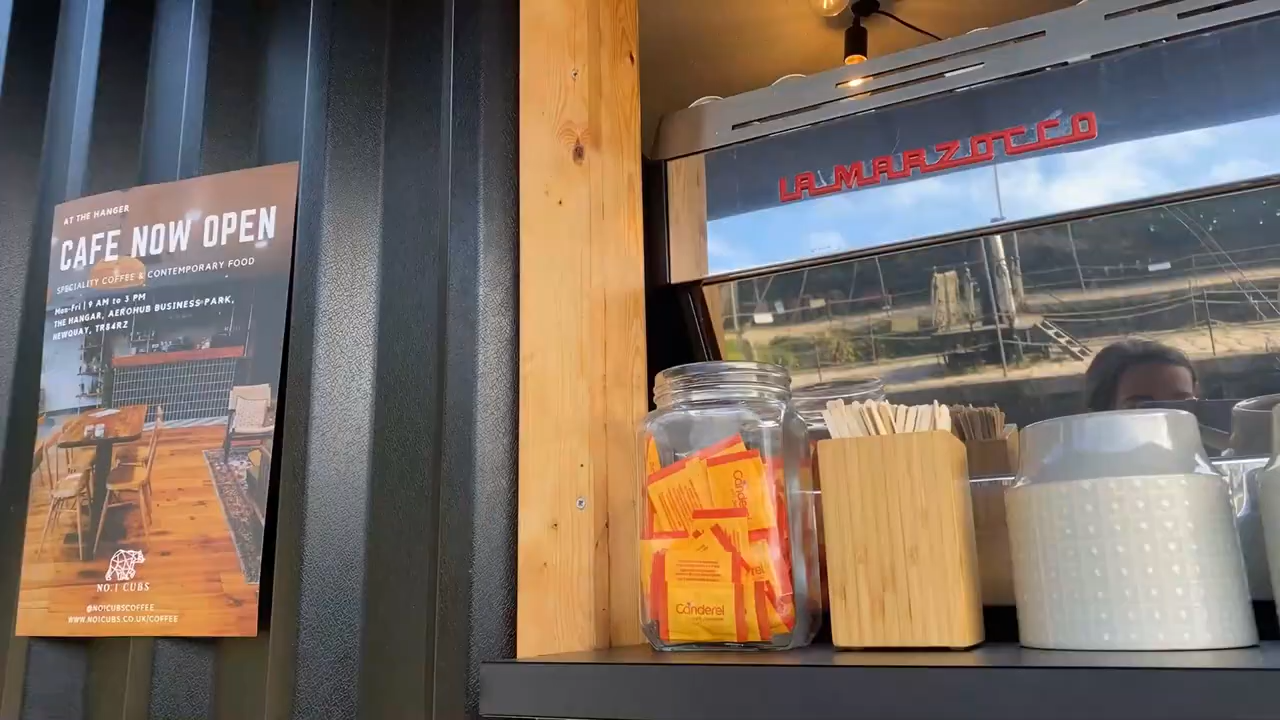 AT THE HANGER
CAFE NOW OPEN
SPECIALITY COFFEE & CONTEMPORARY FOOD
Mon-Fri | 9 AM to 3 PM
THE HANGAR, AEROHUB BUSINESS PARK,
NEWQUAY, TR84RZ
NO.1 CUBS
@NO1CUBSCOFFEE
WWW.NO1CUBS.CO.UK/COFFEE
LA MARZOCCO
Canderel
Canderel